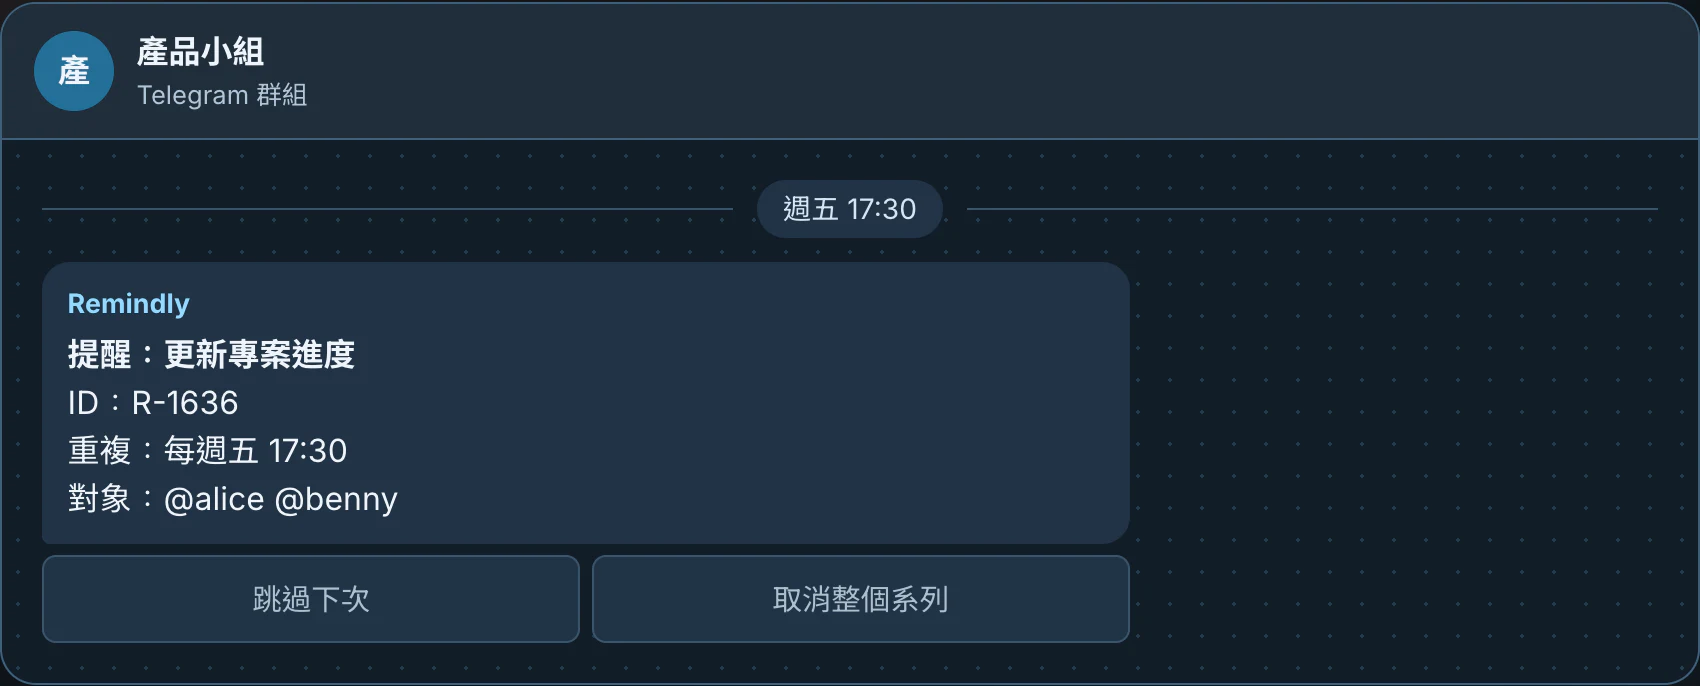 產
產品小組
Telegram 群組
週五 17:30
Remindly
提醒：更新專案進度
ID：R-1636
重複：每週五 17:30
對象：@alice @benny
跳過下次
取消整個系列